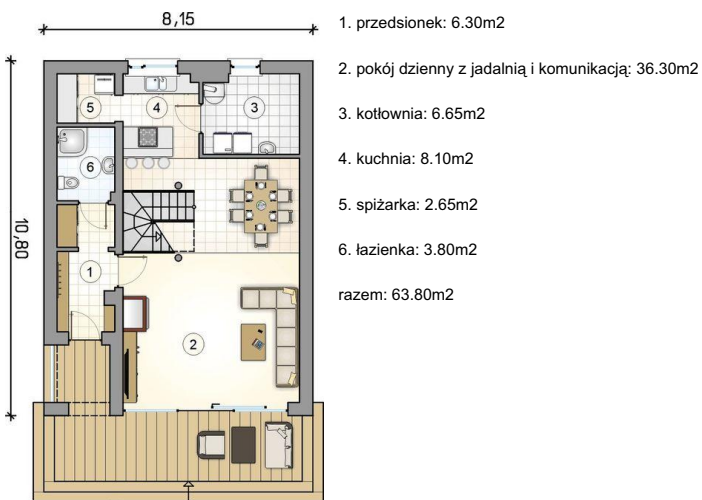 8,15
10,80
5
4
3
6
1
2
1. przedsionek: 6.30m2
2. pokój dzienny z jadalnią i komunikacją: 36.30m2
3. kotłownia: 6.65m2
4. kuchnia: 8.10m2
5. spiżarka: 2.65m2
6. łazienka: 3.80m2
razem: 63.80m2